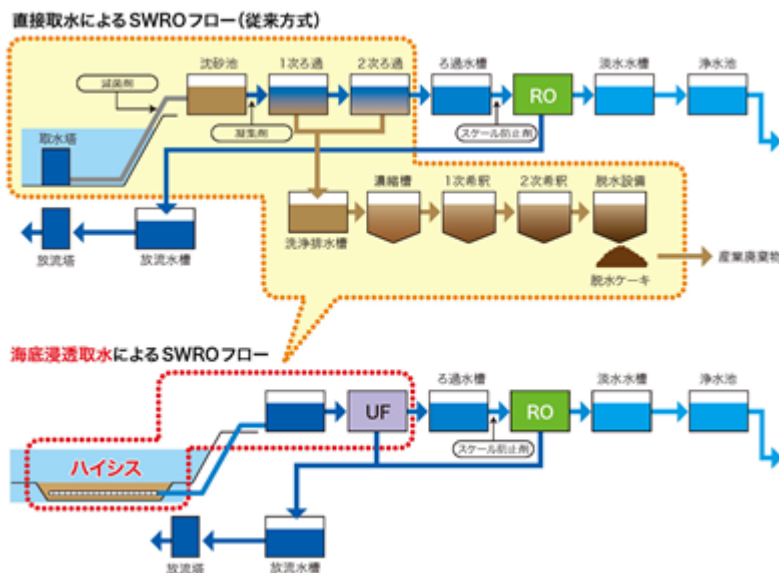 直接取水によるSWROフロー(従来方式)
滅菌剤
沈砂池
1次ろ過
2次ろ過
ろ過水槽
RO
淡水水槽
浄水池
取水塔
凝集剤
スケール防止剤
濃縮槽
1次希釈
2次希釈
脱水設備
洗浄排水槽
放流塔
放流水槽
脱水ケーキ
産業廃棄物
海底浸透取水によるSWROフロー
ろ過水槽
淡水水槽
浄水池
UF
RO
スケール防止剤
ハイシス
放流塔
放流水槽